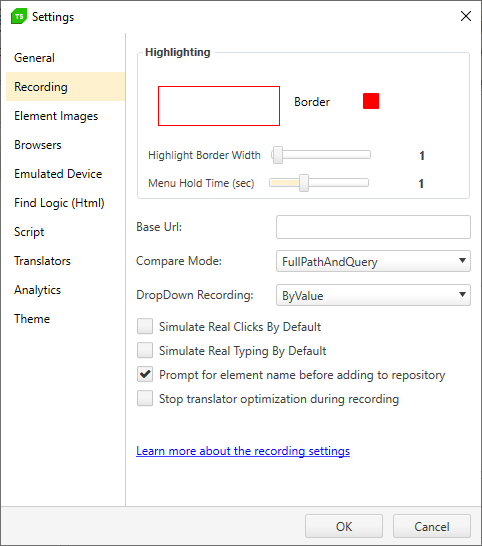 TS Settings
General
Recording
Element Images
Browsers
Emulated Device
Find Logic (Html)
Script
Translators
Analytics
Theme
Highlighting
Border
Highlight Border Width 1
Menu Hold Time (sec) 1
Base Url:
Compare Mode: FullPathAndQuery
DropDown Recording: ByValue
Simulate Real Clicks By Default
Simulate Real Typing By Default
Prompt for element name before adding to repository
Stop translator optimization during recording
Learn more about the recording settings
OK Cancel